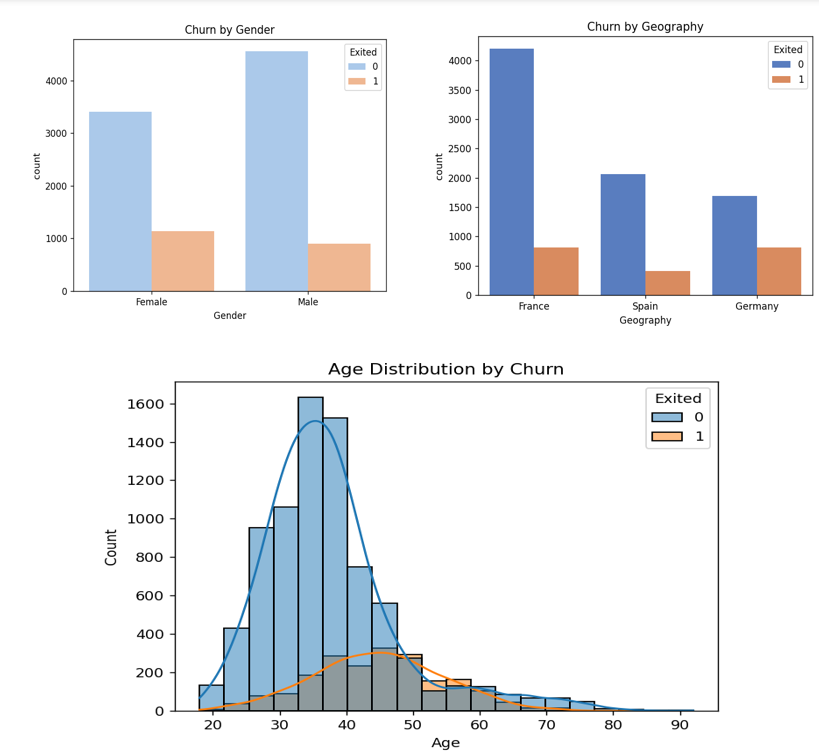 Churn by Gender
Exited
0
1
4000
3000
2000
1000
0
count
Female Male
Gender
Churn by Geography
Exited
0
1
4000
3500
3000
2500
2000
1500
1000
500
0
count
France Spain Germany
Geography
Age Distribution by Churn
Exited
0
1
1600
1400
1200
1000
800
600
400
200
0
Count
20 30 40 50 60 70 80 90
Age